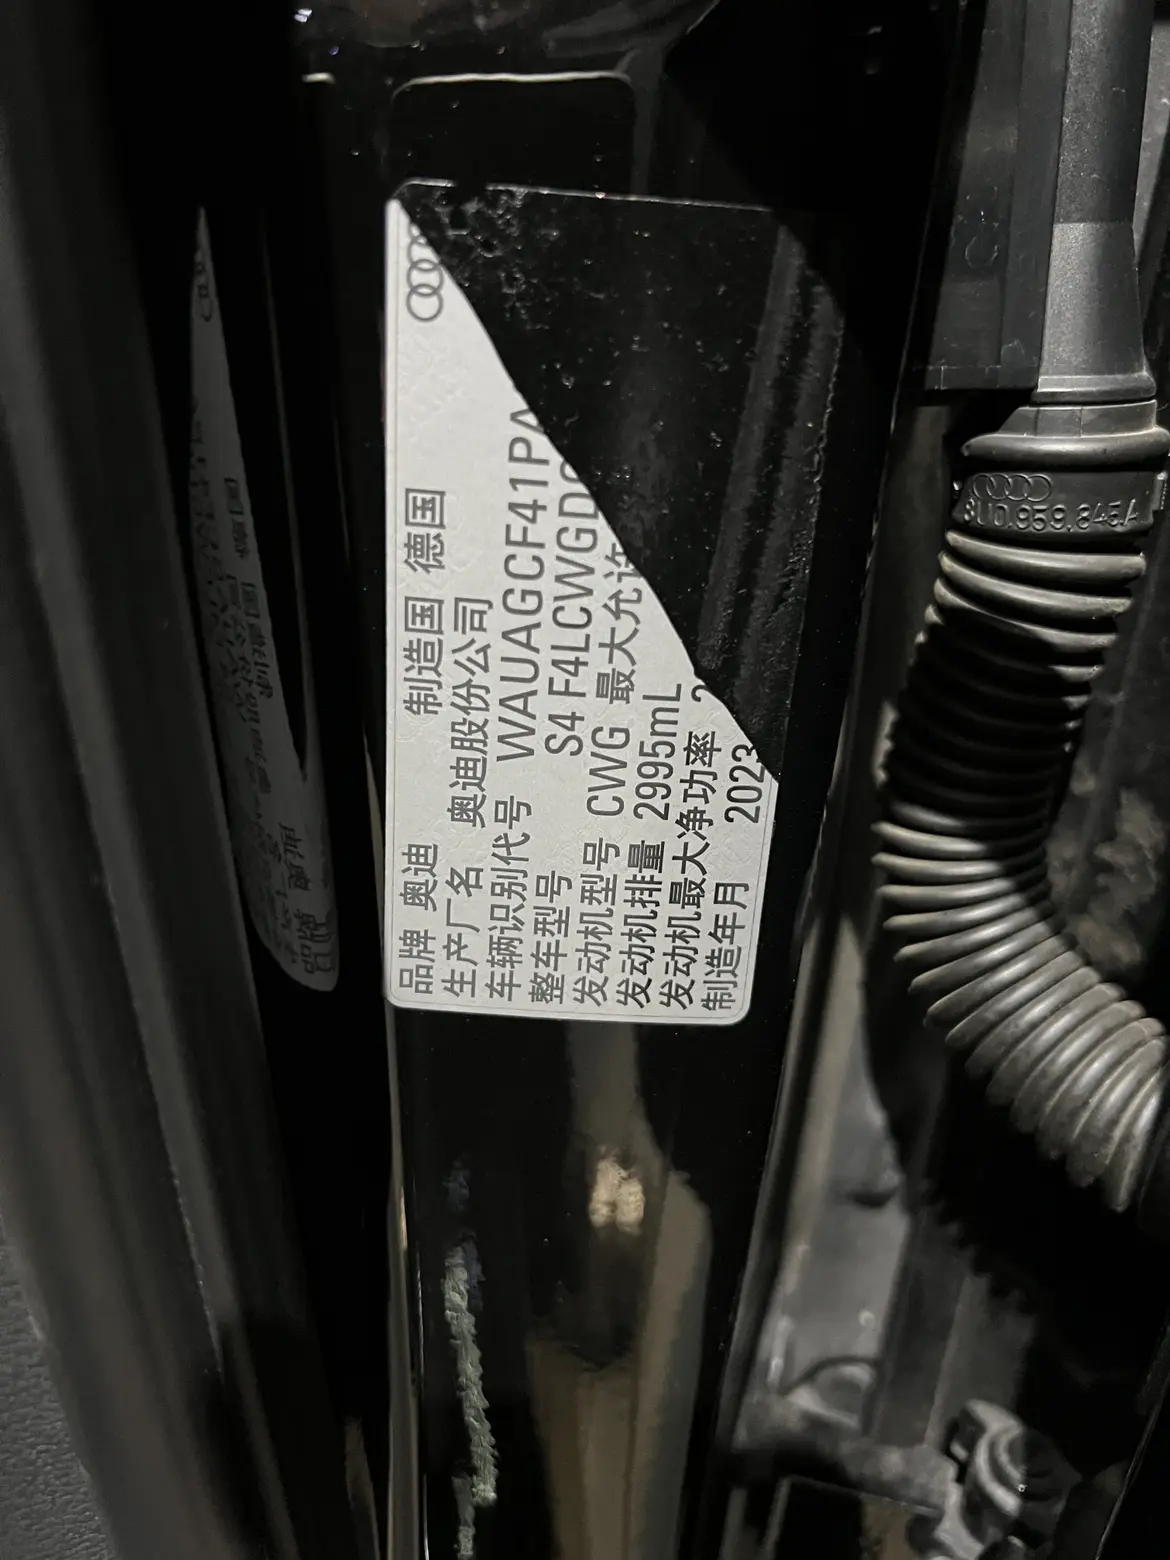 品牌 奥迪 制造国 德国
生产厂名 奥迪股份公司
车辆识别代号 WAUAGCF41PA
整车型号 S4 F4LCWGD
发动机型号 CWG 最大允许
发动机排量 2995mL
发动机最大净功率 2
制造年月 2023
8U0.959.845A